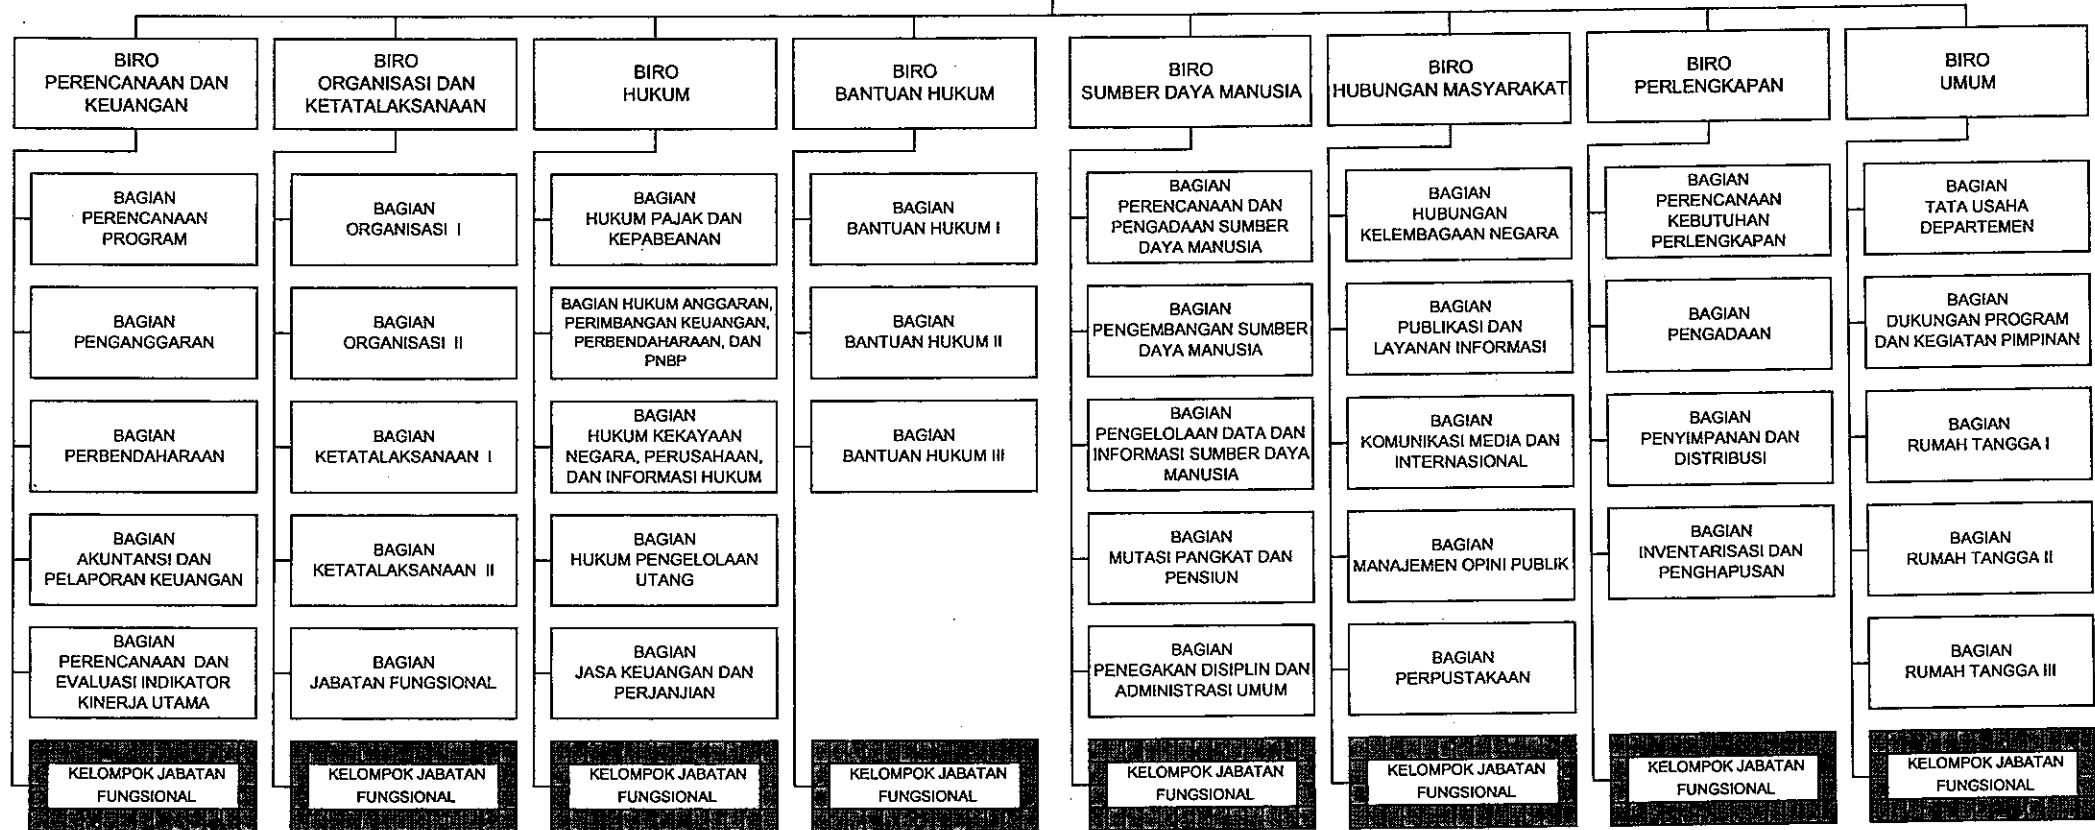 BIRO
PERENCANAAN DAN
KEUANGAN
BIRO
ORGANISASI DAN
KETATALAKSANAAN
BIRO
HUKUM
BIRO
BANTUAN HUKUM
BIRO
SUMBER DAYA MANUSIA
BIRO
HUBUNGAN MASYARAKAT
BIRO
PERLENGKAPAN
BIRO
UMUM
BAGIAN
PERENCANAAN
PROGRAM
BAGIAN
ORGANISASI I
BAGIAN
HUKUM PAJAK DAN
KEPABEANAN
BAGIAN
BANTUAN HUKUM I
BAGIAN
PERENCANAAN DAN
PENGADAAN SUMBER
DAYA MANUSIA
BAGIAN
HUBUNGAN
KELEMBAGAAN NEGARA
BAGIAN
PERENCANAAN
KEBUTUHAN
PERLENGKAPAN
BAGIAN
TATA USAHA
DEPARTEMEN
BAGIAN
PENGANGGARAN
BAGIAN
ORGANISASI II
BAGIAN HUKUM ANGGARAN,
PERIMBANGAN KEUANGAN,
PERBENDAHARAAN, DAN
PNBP
BAGIAN
BANTUAN HUKUM II
BAGIAN
PENGEMBANGAN SUMBER
DAYA MANUSIA
BAGIAN
PUBLIKASI DAN
LAYANAN INFORMASI
BAGIAN
PENGADAAN
BAGIAN
DUKUNGAN PROGRAM
DAN KEGIATAN PIMPINAN
BAGIAN
PERBENDAHARAAN
BAGIAN
KETATALAKSANAAN I
BAGIAN
HUKUM KEKAYAAN
NEGARA, PERUSAHAAN,
DAN INFORMASI HUKUM
BAGIAN
BANTUAN HUKUM III
BAGIAN
PENGELOLAAN DATA DAN
INFORMASI SUMBER DAYA
MANUSIA
BAGIAN
KOMUNIKASI MEDIA DAN
INTERNASIONAL
BAGIAN
PENYIMPANAN DAN
DISTRIBUSI
BAGIAN
RUMAH TANGGA I
BAGIAN
AKUNTANSI DAN
PELAPORAN KEUANGAN
BAGIAN
KETATALAKSANAAN II
BAGIAN
HUKUM PENGELOLAAN
UTANG
BAGIAN
MUTASI PANGKAT DAN
PENSIUN
BAGIAN
MANAJEMEN OPINI PUBLIK
BAGIAN
INVENTARISASI DAN
PENGHAPUSAN
BAGIAN
RUMAH TANGGA II
BAGIAN
PERENCANAAN DAN
EVALUASI INDIKATOR
KINERJA UTAMA
BAGIAN
JABATAN FUNGSIONAL
BAGIAN
JASA KEUANGAN DAN
PERJANJIAN
BAGIAN
PENEGAKAN DISIPLIN DAN
ADMINISTRASI UMUM
BAGIAN
PERPUSTAKAAN
BAGIAN
RUMAH TANGGA III
KELOMPOK JABATAN
FUNGSIONAL
KELOMPOK JABATAN
FUNGSIONAL
KELOMPOK JABATAN
FUNGSIONAL
KELOMPOK JABATAN
FUNGSIONAL
KELOMPOK JABATAN
FUNGSIONAL
KELOMPOK JABATAN
FUNGSIONAL
KELOMPOK JABATAN
FUNGSIONAL
KELOMPOK JABATAN
FUNGSIONAL